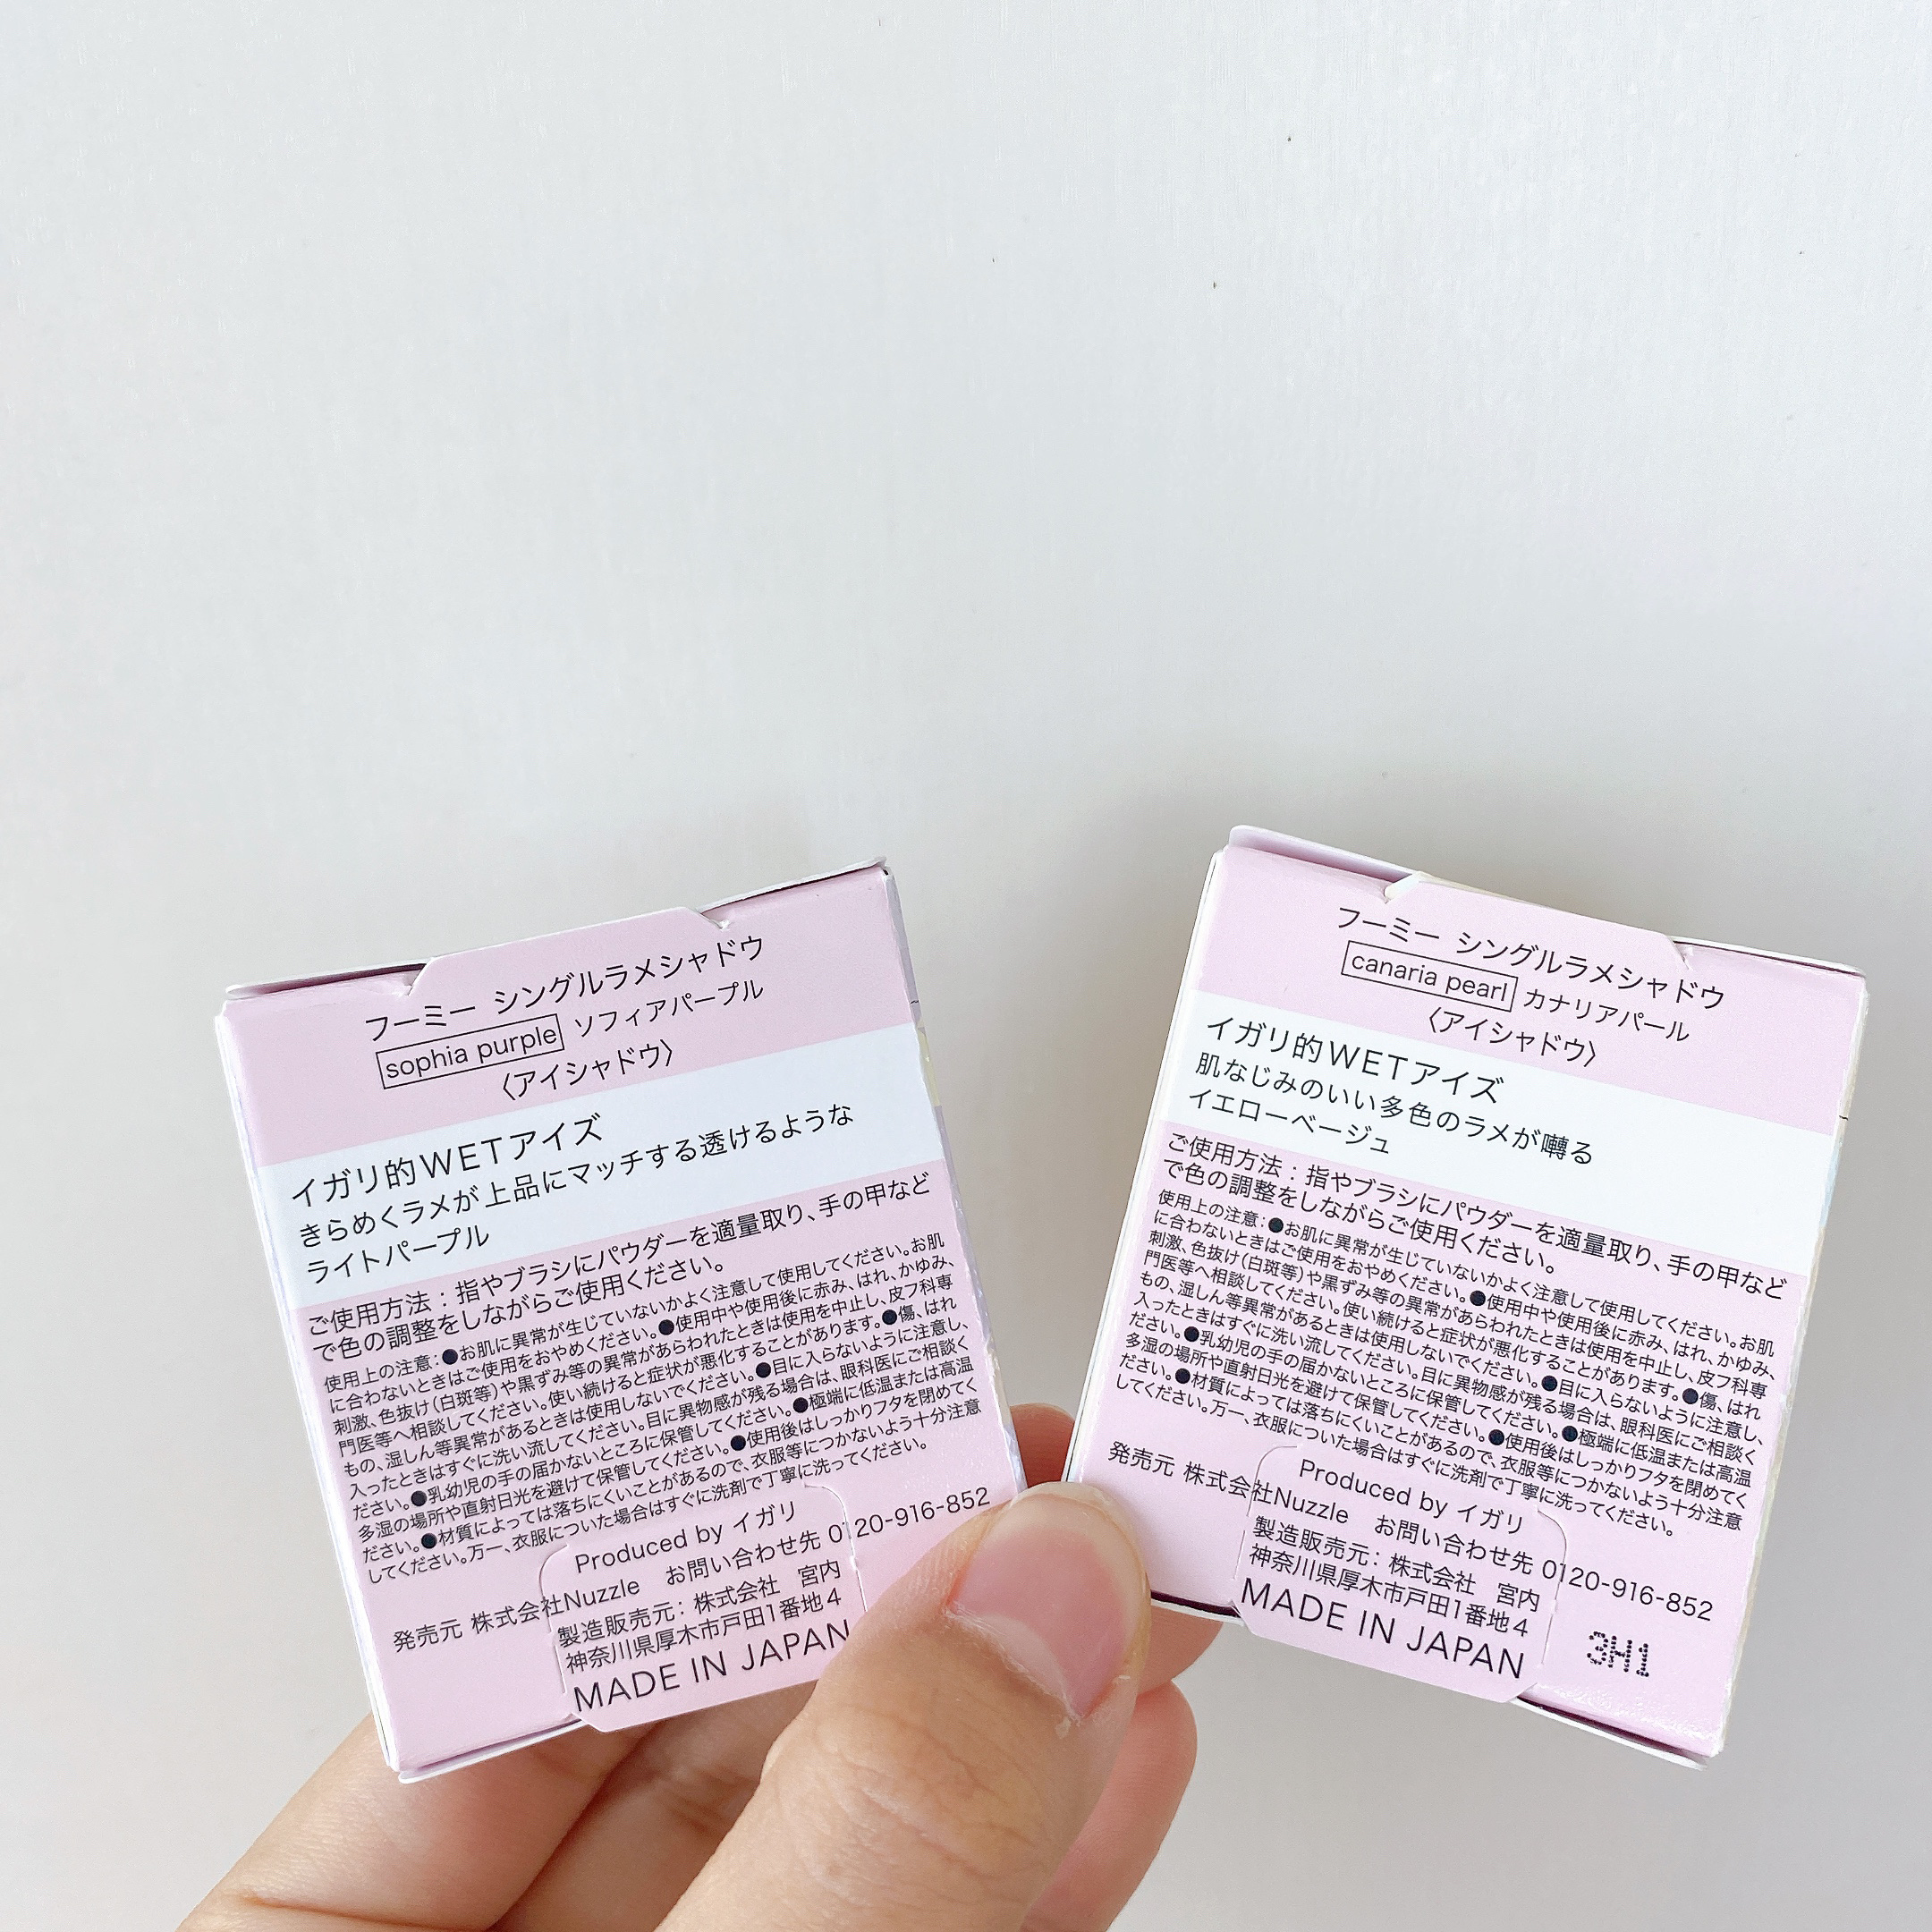 フーミー シングルラメシャドウ
sophia purple ソフィアパープル
〈アイシャドウ〉
イガリ的WETアイズ
きらめくラメが上品にマッチする透けるような
ライトパープル
ご使用方法：指やブラシにパウダーを適量取り、手の甲など
で色の調整をしながらご使用ください。
使用上の注意：●お肌に異常が生じていないかよく注意して使用してください。お肌
に合わないときはご使用をおやめください。●使用中や使用後に赤み、はれ、かゆみ、
刺激、色抜け(白斑等)や黒ずみ等の異常があらわれたときは使用を中止し、皮フ科専
門医等へ相談してください。使い続けると症状が悪化することがあります。●傷、はれ
もの、湿しん等異常があるときは使用しないでください。●目に入らないように注意し、
入ったときはすぐに洗い流してください。目に異物感が残る場合は、眼科医にご相談く
ださい。●乳幼児の手の届かないところに保管してください。●極端に低温または高温
多湿の場所や直射日光を避けて保管してください。●使用後はしっかりフタを閉めてく
ださい。●材質によっては落ちにくいことがあるので、衣服等につかないよう十分注意
してください。万一、衣服についた場合はすぐに洗剤で丁寧に洗ってください。
Produced by イガリ
発売元 株式会社Nuzzle お問い合わせ先 0120-916-852
製造販売元：株式会社 宮内
神奈川県厚木市戸田1番地4
MADE IN JAPAN
フーミー シングルラメシャドウ
canaria pearl カナリアパール
〈アイシャドウ〉
イガリ的WETアイズ
肌なじみのいい多色のラメが囀る
イエローベージュ
ご使用方法：指やブラシにパウダーを適量取り、手の甲など
で色の調整をしながらご使用ください。
使用上の注意：●お肌に異常が生じていないかよく注意して使用してください。お肌
に合わないときはご使用をおやめください。●使用中や使用後に赤み、はれ、かゆみ、
刺激、色抜け(白斑等)や黒ずみ等の異常があらわれたときは使用を中止し、皮フ科専
門医等へ相談してください。使い続けると症状が悪化することがあります。●傷、はれ
もの、湿しん等異常があるときは使用しないでください。●目に入らないように注意し、
入ったときはすぐに洗い流してください。目に異物感が残る場合は、眼科医にご相談く
ださい。●乳幼児の手の届かないところに保管してください。●極端に低温または高温
多湿の場所や直射日光を避けて保管してください。●使用後はしっかりフタを閉めてく
ださい。●材質によっては落ちにくいことがあるので、衣服等につかないよう十分注意
してください。万一、衣服についた場合はすぐに洗剤で丁寧に洗ってください。
Produced by イガリ
発売元 株式会社Nuzzle お問い合わせ先 0120-916-852
製造販売元：株式会社 宮内
神奈川県厚木市戸田1番地4
MADE IN JAPAN
3H1